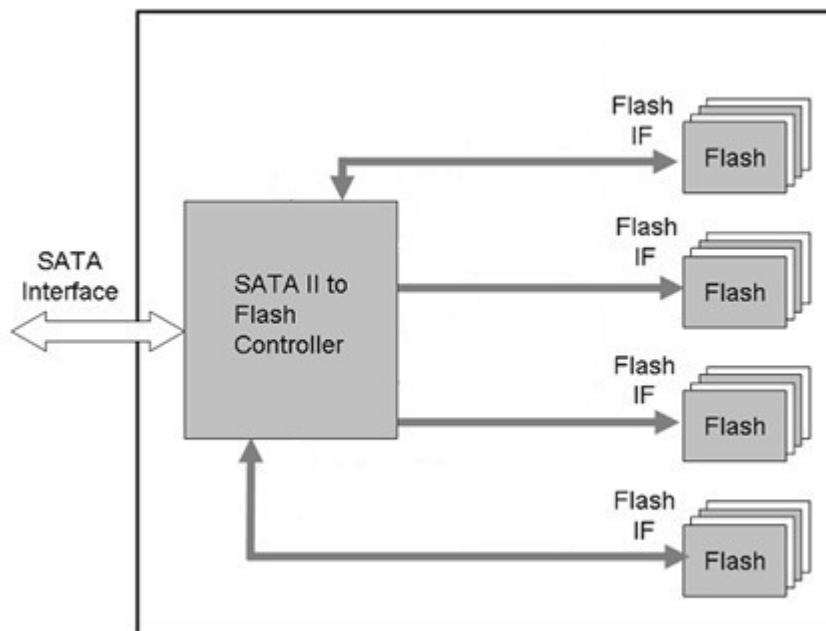 SATA
Interface
SATA II to
Flash
Controller
Flash
IF
Flash
Flash
IF
Flash
Flash
IF
Flash
Flash
IF
Flash